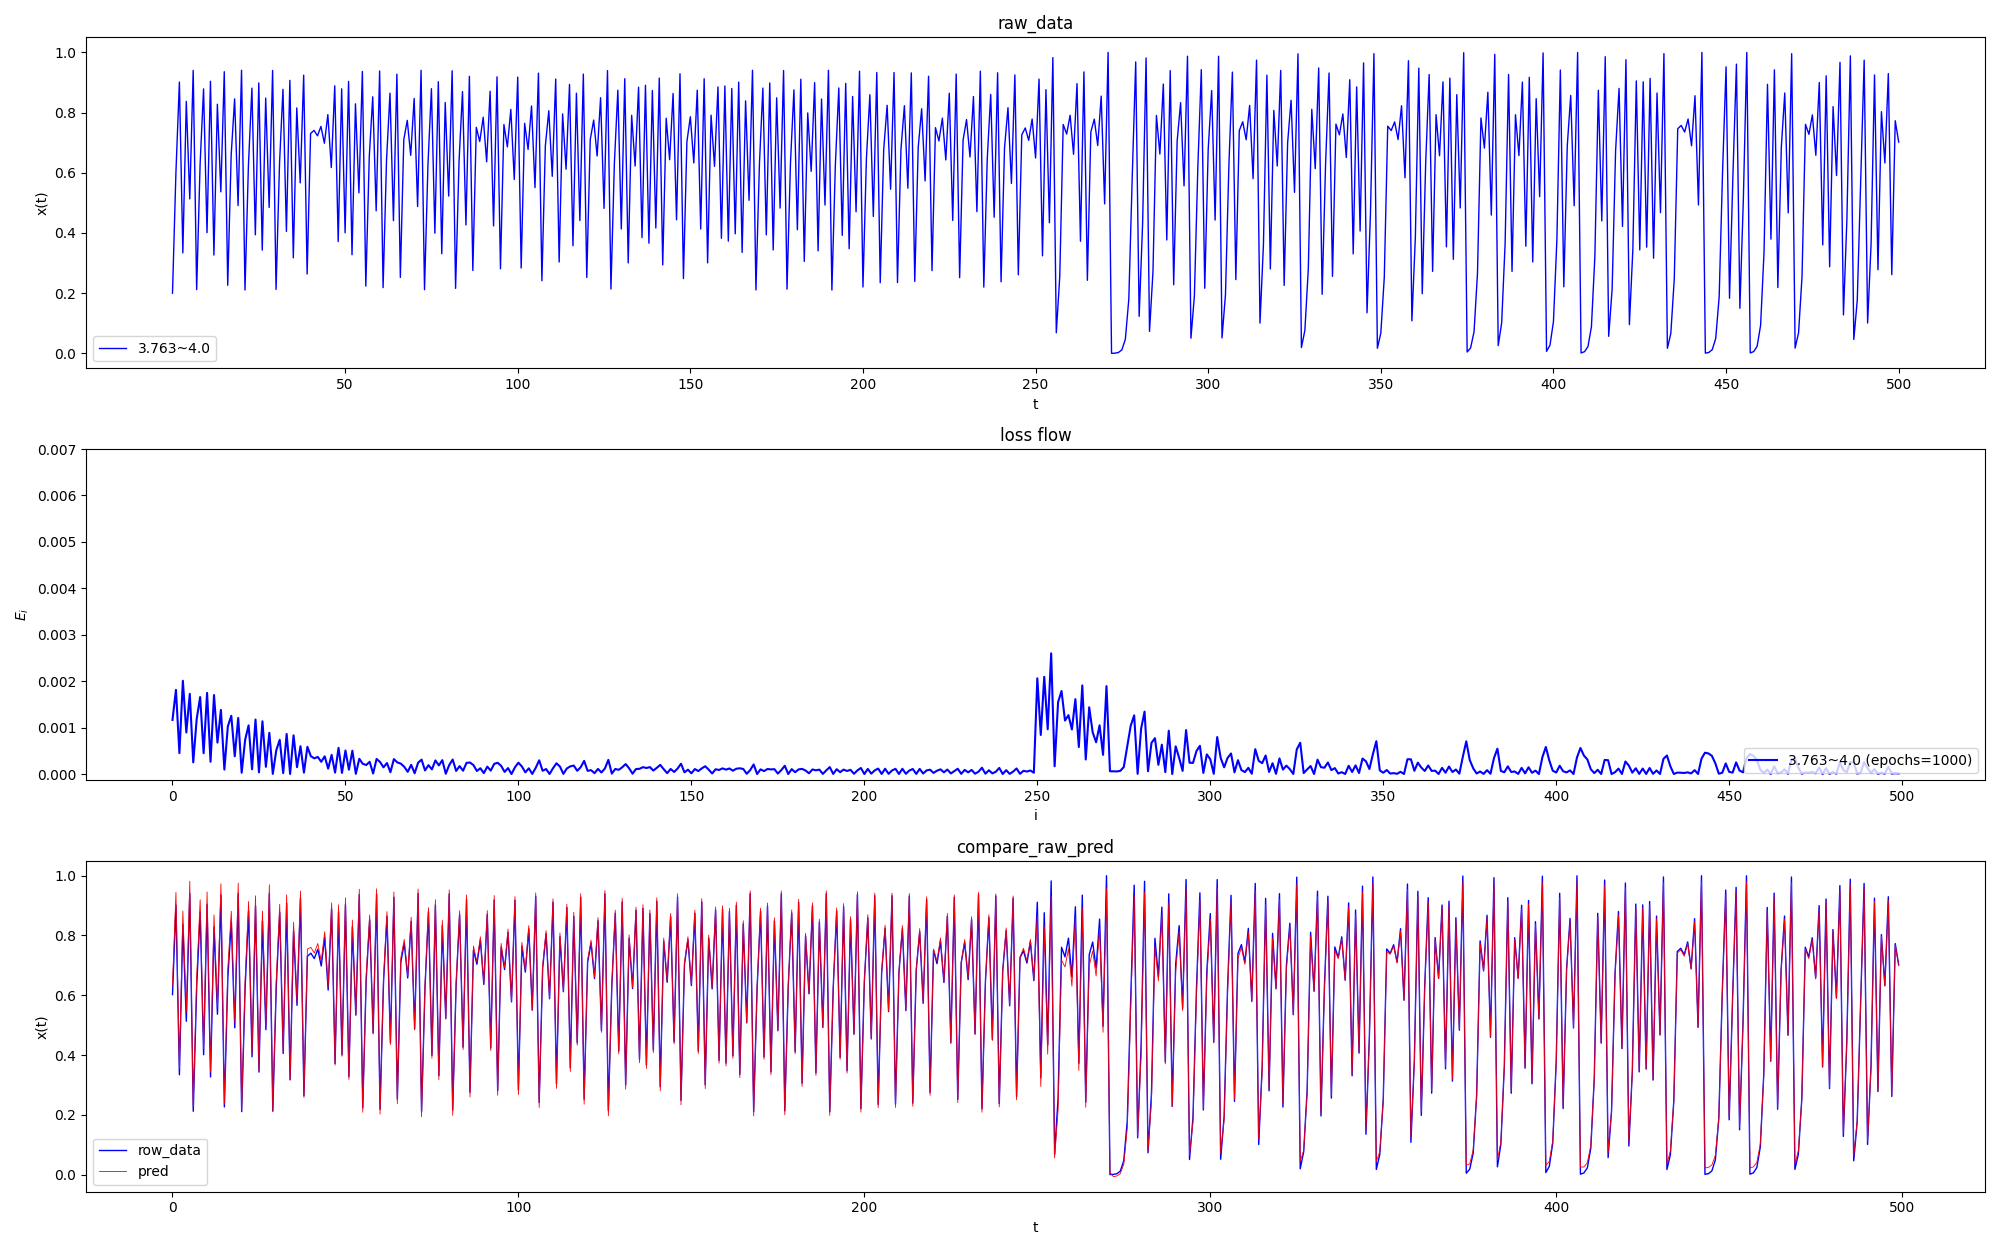 raw_data
1.0
0.8
0.6
0.4
0.2
0.0
x(t)
3.763~4.0
50 100 150 200 250 300 350 400 450 500
t
loss flow
0.007
0.006
0.005
0.004
0.003
0.002
0.001
0.000
E_i
3.763~4.0 (epochs=1000)
0 50 100 150 200 250 300 350 400 450 500
i
compare_raw_pred
1.0
0.8
0.6
0.4
0.2
0.0
x(t)
row_data
pred
0 100 200 300 400 500
t